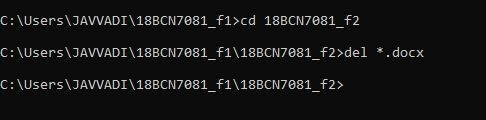 C:\Users\JAVVADI\18BCN7081_f1>cd 18BCN7081_f2
C:\Users\JAVVADI\18BCN7081_f1\18BCN7081_f2>del *.docx
C:\Users\JAVVADI\18BCN7081_f1\18BCN7081_f2>